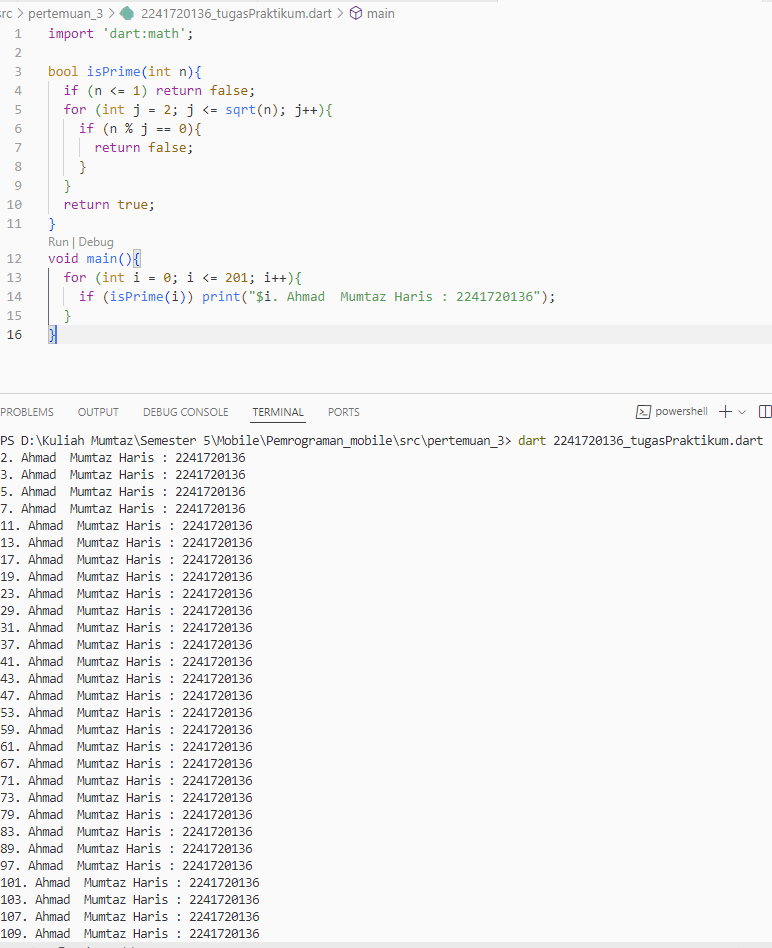 src > pertemuan_3 > 2241720136_tugasPraktikum.dart > main
1 import 'dart:math';
2
3 bool isPrime(int n){
4   if (n <= 1) return false;
5   for (int j = 2; j <= sqrt(n); j++){
6     if (n % j == 0){
7       return false;
8     }
9   }
10   return true;
11 }
Run | Debug
12 void main(){
13   for (int i = 0; i <= 201; i++){
14     if (isPrime(i)) print("$i. Ahmad  Mumtaz Haris : 2241720136");
15   }
16 }
PROBLEMS OUTPUT DEBUG CONSOLE TERMINAL PORTS powershell
PS D:\Kuliah Mumtaz\Semester 5\Mobile\Pemrograman_mobile\src\pertemuan_3> dart 2241720136_tugasPraktikum.dart
2. Ahmad  Mumtaz Haris : 2241720136
3. Ahmad  Mumtaz Haris : 2241720136
5. Ahmad  Mumtaz Haris : 2241720136
7. Ahmad  Mumtaz Haris : 2241720136
11. Ahmad  Mumtaz Haris : 2241720136
13. Ahmad  Mumtaz Haris : 2241720136
17. Ahmad  Mumtaz Haris : 2241720136
19. Ahmad  Mumtaz Haris : 2241720136
23. Ahmad  Mumtaz Haris : 2241720136
29. Ahmad  Mumtaz Haris : 2241720136
31. Ahmad  Mumtaz Haris : 2241720136
37. Ahmad  Mumtaz Haris : 2241720136
41. Ahmad  Mumtaz Haris : 2241720136
43. Ahmad  Mumtaz Haris : 2241720136
47. Ahmad  Mumtaz Haris : 2241720136
53. Ahmad  Mumtaz Haris : 2241720136
59. Ahmad  Mumtaz Haris : 2241720136
61. Ahmad  Mumtaz Haris : 2241720136
67. Ahmad  Mumtaz Haris : 2241720136
71. Ahmad  Mumtaz Haris : 2241720136
73. Ahmad  Mumtaz Haris : 2241720136
79. Ahmad  Mumtaz Haris : 2241720136
83. Ahmad  Mumtaz Haris : 2241720136
89. Ahmad  Mumtaz Haris : 2241720136
97. Ahmad  Mumtaz Haris : 2241720136
101. Ahmad  Mumtaz Haris : 2241720136
103. Ahmad  Mumtaz Haris : 2241720136
107. Ahmad  Mumtaz Haris : 2241720136
109. Ahmad  Mumtaz Haris : 2241720136